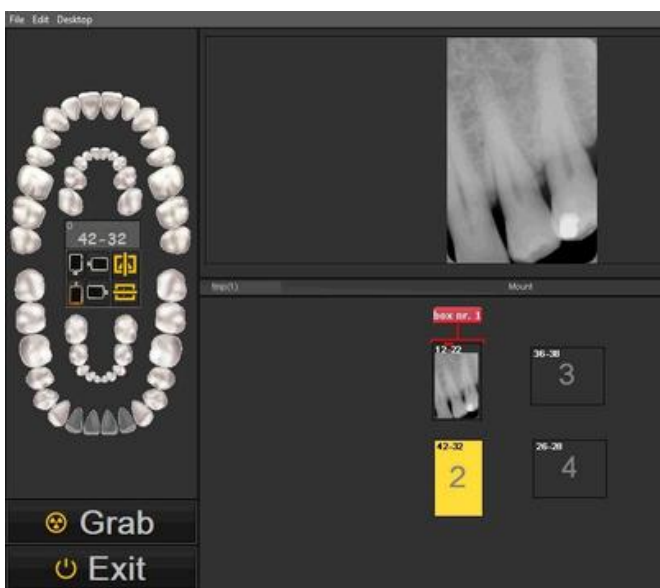 File Edit Desktop
0
42-32
tmp(1)
Mount
box nr. 1
12-22
36-38
3
42-32
2
26-28
4
Grab
Exit